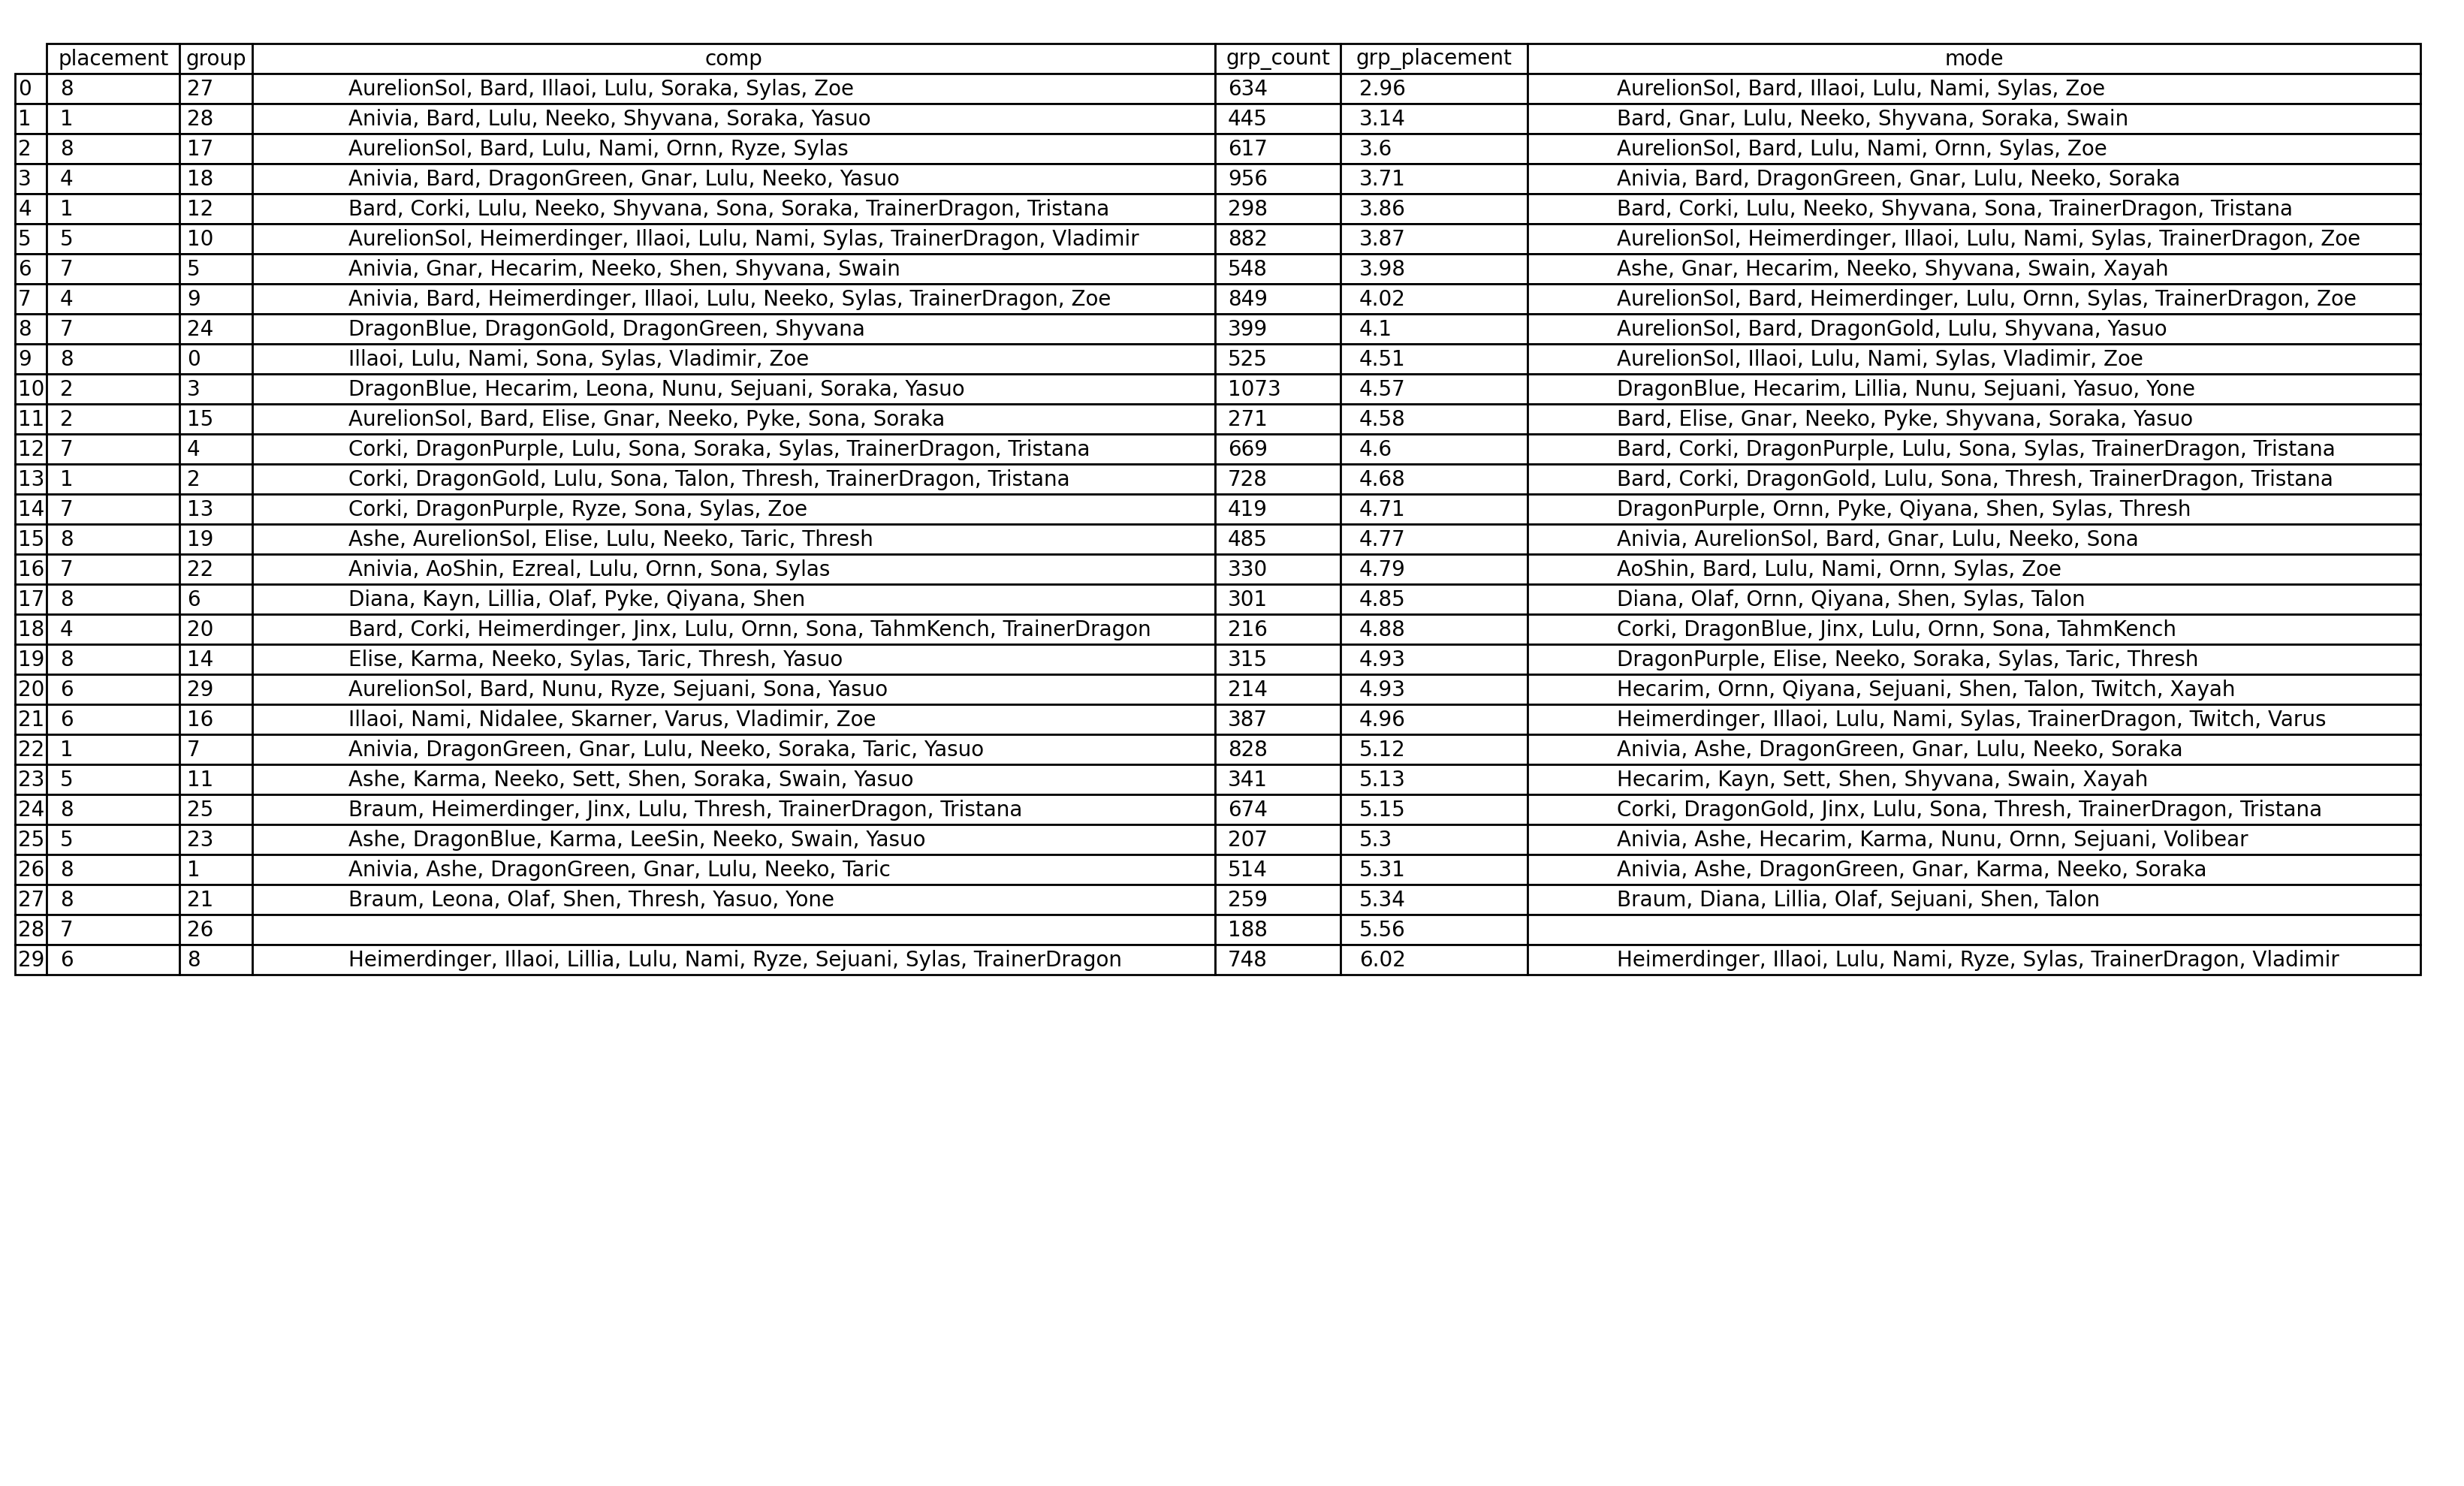 placement group comp grp_count grp_placement mode
0 8 27 AurelionSol, Bard, Illaoi, Lulu, Soraka, Sylas, Zoe 634 2.96 AurelionSol, Bard, Illaoi, Lulu, Nami, Sylas, Zoe
1 1 28 Anivia, Bard, Lulu, Neeko, Shyvana, Soraka, Yasuo 445 3.14 Bard, Gnar, Lulu, Neeko, Shyvana, Soraka, Swain
2 8 17 AurelionSol, Bard, Lulu, Nami, Ornn, Ryze, Sylas 617 3.6 AurelionSol, Bard, Lulu, Nami, Ornn, Sylas, Zoe
3 4 18 Anivia, Bard, DragonGreen, Gnar, Lulu, Neeko, Yasuo 956 3.71 Anivia, Bard, DragonGreen, Gnar, Lulu, Neeko, Soraka
4 1 12 Bard, Corki, Lulu, Neeko, Shyvana, Sona, Soraka, TrainerDragon, Tristana 298 3.86 Bard, Corki, Lulu, Neeko, Shyvana, Sona, TrainerDragon, Tristana
5 5 10 AurelionSol, Heimerdinger, Illaoi, Lulu, Nami, Sylas, TrainerDragon, Vladimir 882 3.87 AurelionSol, Heimerdinger, Illaoi, Lulu, Nami, Sylas, TrainerDragon, Zoe
6 7 5 Anivia, Gnar, Hecarim, Neeko, Shen, Shyvana, Swain 548 3.98 Ashe, Gnar, Hecarim, Neeko, Shyvana, Swain, Xayah
7 4 9 Anivia, Bard, Heimerdinger, Illaoi, Lulu, Neeko, Sylas, TrainerDragon, Zoe 849 4.02 AurelionSol, Bard, Heimerdinger, Lulu, Ornn, Sylas, TrainerDragon, Zoe
8 7 24 DragonBlue, DragonGold, DragonGreen, Shyvana 399 4.1 AurelionSol, Bard, DragonGold, Lulu, Shyvana, Yasuo
9 8 0 Illaoi, Lulu, Nami, Sona, Sylas, Vladimir, Zoe 525 4.51 AurelionSol, Illaoi, Lulu, Nami, Sylas, Vladimir, Zoe
10 2 3 DragonBlue, Hecarim, Leona, Nunu, Sejuani, Soraka, Yasuo 1073 4.57 DragonBlue, Hecarim, Lillia, Nunu, Sejuani, Yasuo, Yone
11 2 15 AurelionSol, Bard, Elise, Gnar, Neeko, Pyke, Sona, Soraka 271 4.58 Bard, Elise, Gnar, Neeko, Pyke, Shyvana, Soraka, Yasuo
12 7 4 Corki, DragonPurple, Lulu, Sona, Soraka, Sylas, TrainerDragon, Tristana 669 4.6 Bard, Corki, DragonPurple, Lulu, Sona, Sylas, TrainerDragon, Tristana
13 1 2 Corki, DragonGold, Lulu, Sona, Talon, Thresh, TrainerDragon, Tristana 728 4.68 Bard, Corki, DragonGold, Lulu, Sona, Thresh, TrainerDragon, Tristana
14 7 13 Corki, DragonPurple, Ryze, Sona, Sylas, Zoe 419 4.71 DragonPurple, Ornn, Pyke, Qiyana, Shen, Sylas, Thresh
15 8 19 Ashe, AurelionSol, Elise, Lulu, Neeko, Taric, Thresh 485 4.77 Anivia, AurelionSol, Bard, Gnar, Lulu, Neeko, Sona
16 7 22 Anivia, AoShin, Ezreal, Lulu, Ornn, Sona, Sylas 330 4.79 AoShin, Bard, Lulu, Nami, Ornn, Sylas, Zoe
17 8 6 Diana, Kayn, Lillia, Olaf, Pyke, Qiyana, Shen 301 4.85 Diana, Olaf, Ornn, Qiyana, Shen, Sylas, Talon
18 4 20 Bard, Corki, Heimerdinger, Jinx, Lulu, Ornn, Sona, TahmKench, TrainerDragon 216 4.88 Corki, DragonBlue, Jinx, Lulu, Ornn, Sona, TahmKench
19 8 14 Elise, Karma, Neeko, Sylas, Taric, Thresh, Yasuo 315 4.93 DragonPurple, Elise, Neeko, Soraka, Sylas, Taric, Thresh
20 6 29 AurelionSol, Bard, Nunu, Ryze, Sejuani, Sona, Yasuo 214 4.93 Hecarim, Ornn, Qiyana, Sejuani, Shen, Talon, Twitch, Xayah
21 6 16 Illaoi, Nami, Nidalee, Skarner, Varus, Vladimir, Zoe 387 4.96 Heimerdinger, Illaoi, Lulu, Nami, Sylas, TrainerDragon, Twitch, Varus
22 1 7 Anivia, DragonGreen, Gnar, Lulu, Neeko, Soraka, Taric, Yasuo 828 5.12 Anivia, Ashe, DragonGreen, Gnar, Lulu, Neeko, Soraka
23 5 11 Ashe, Karma, Neeko, Sett, Shen, Soraka, Swain, Yasuo 341 5.13 Hecarim, Kayn, Sett, Shen, Shyvana, Swain, Xayah
24 8 25 Braum, Heimerdinger, Jinx, Lulu, Thresh, TrainerDragon, Tristana 674 5.15 Corki, DragonGold, Jinx, Lulu, Sona, Thresh, TrainerDragon, Tristana
25 5 23 Ashe, DragonBlue, Karma, LeeSin, Neeko, Swain, Yasuo 207 5.3 Anivia, Ashe, Hecarim, Karma, Nunu, Ornn, Sejuani, Volibear
26 8 1 Anivia, Ashe, DragonGreen, Gnar, Lulu, Neeko, Taric 514 5.31 Anivia, Ashe, DragonGreen, Gnar, Karma, Neeko, Soraka
27 8 21 Braum, Leona, Olaf, Shen, Thresh, Yasuo, Yone 259 5.34 Braum, Diana, Lillia, Olaf, Sejuani, Shen, Talon
28 7 26 188 5.56
29 6 8 Heimerdinger, Illaoi, Lillia, Lulu, Nami, Ryze, Sejuani, Sylas, TrainerDragon 748 6.02 Heimerdinger, Illaoi, Lulu, Nami, Ryze, Sylas, TrainerDragon, Vladimir